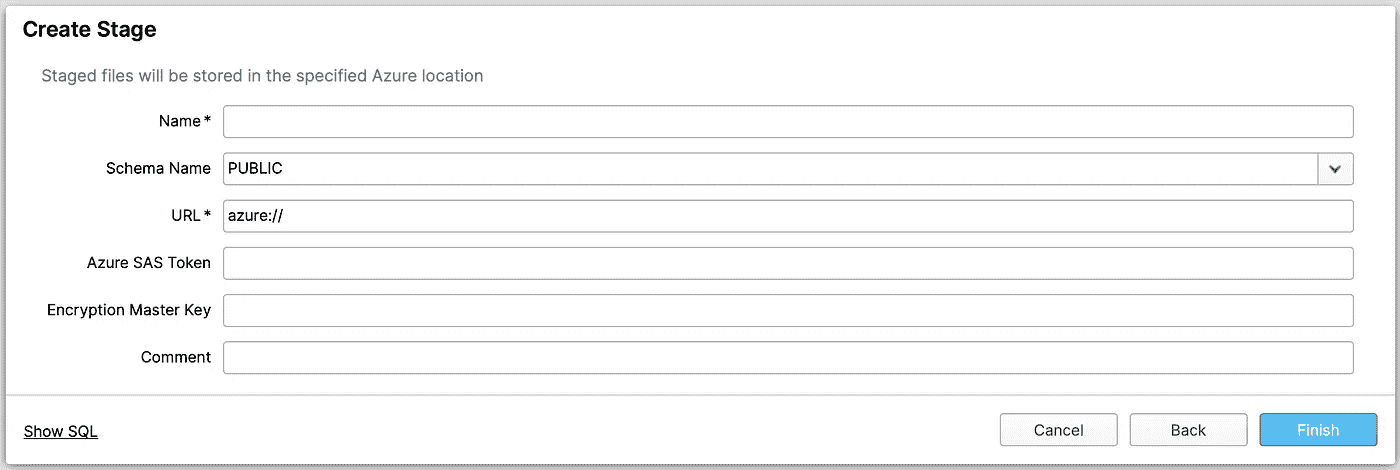 Create Stage
Staged files will be stored in the specified Azure location
Name*
Schema Name PUBLIC
URL* azure://
Azure SAS Token
Encryption Master Key
Comment
Show SQL Cancel Back Finish